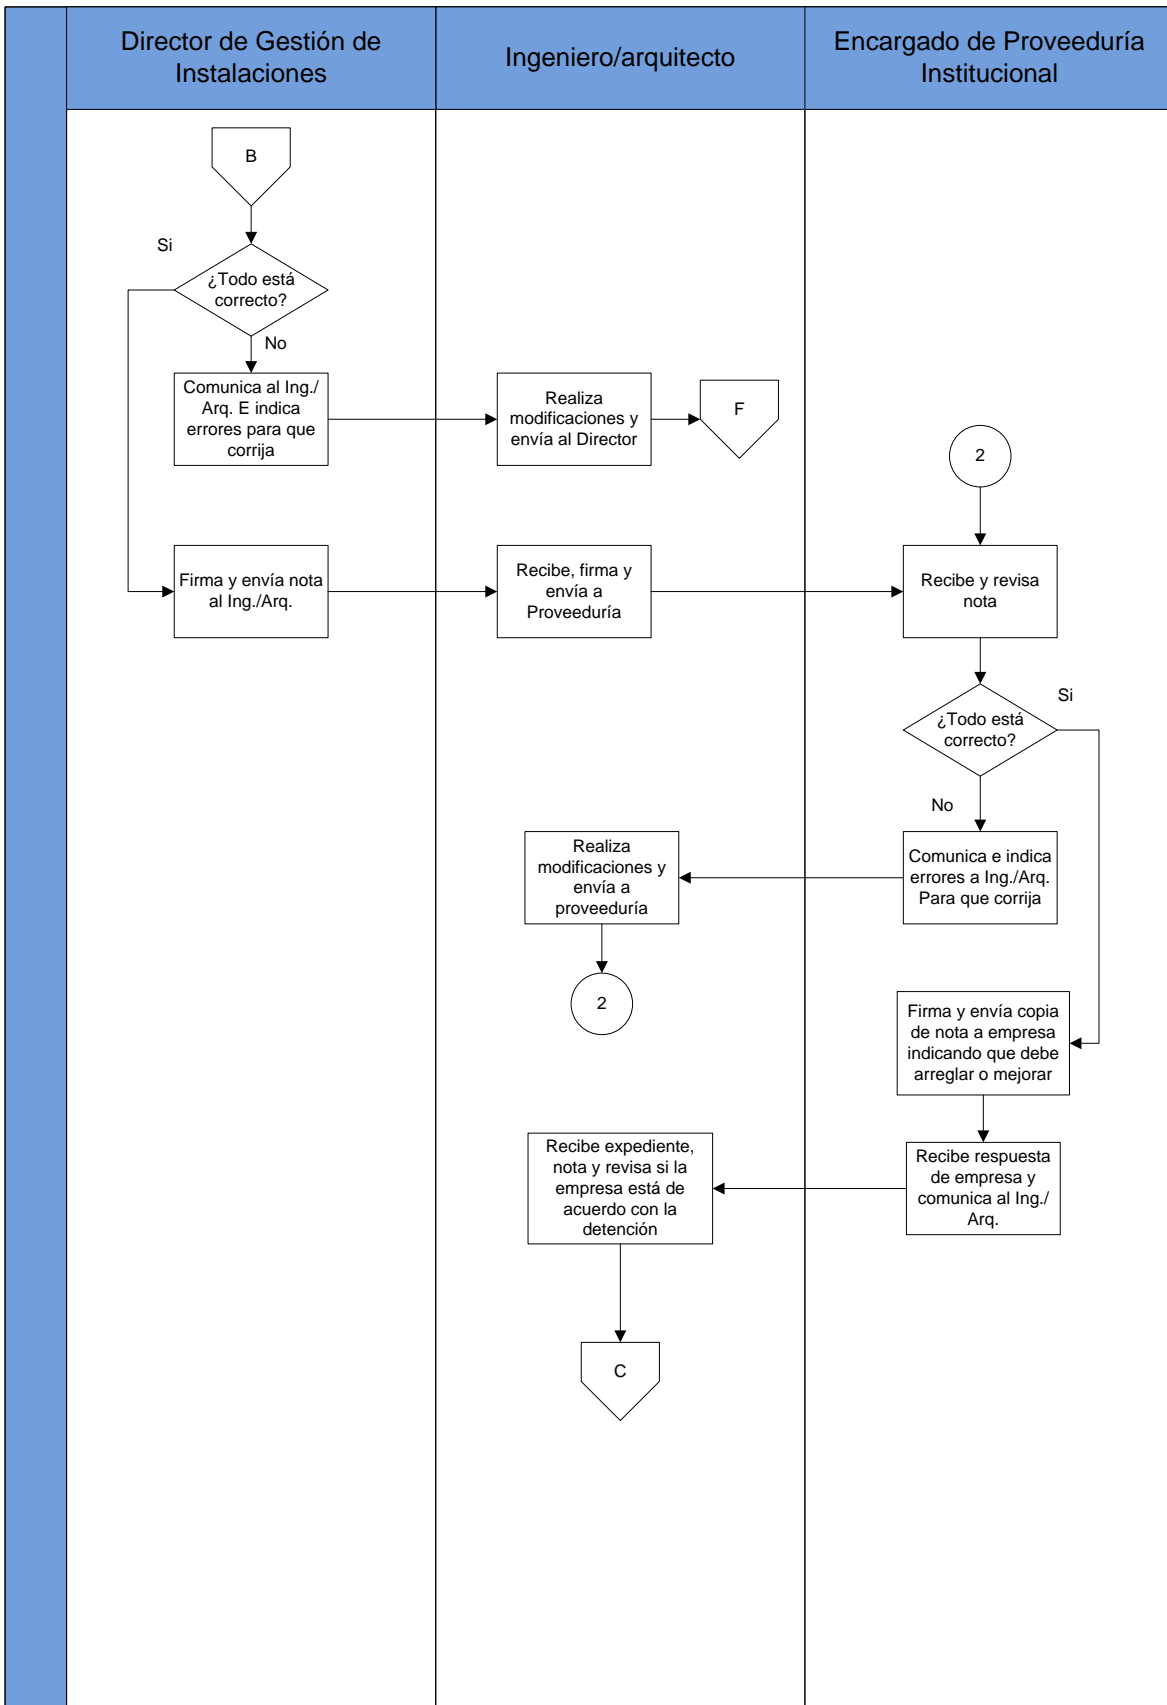 Director de Gestión de
Instalaciones
Ingeniero/arquitecto
Encargado de Proveeduría
Institucional
B
Si
¿Todo está
correcto?
No
Comunica al Ing./
Arq. E indica
errores para que
corrija
Realiza
modificaciones y
envía al Director
F
2
Firma y envía nota
al Ing./Arq.
Recibe, firma y
envía a
Proveeduría
Recibe y revisa
nota
Si
¿Todo está
correcto?
No
Realiza
modificaciones y
envía a
proveeduría
Comunica e indica
errores a Ing./Arq.
Para que corrija
2
Firma y envía copia
de nota a empresa
indicando que debe
arreglar o mejorar
Recibe expediente,
nota y revisa si la
empresa está de
acuerdo con la
detención
Recibe respuesta
de empresa y
comunica al Ing./
Arq.
C